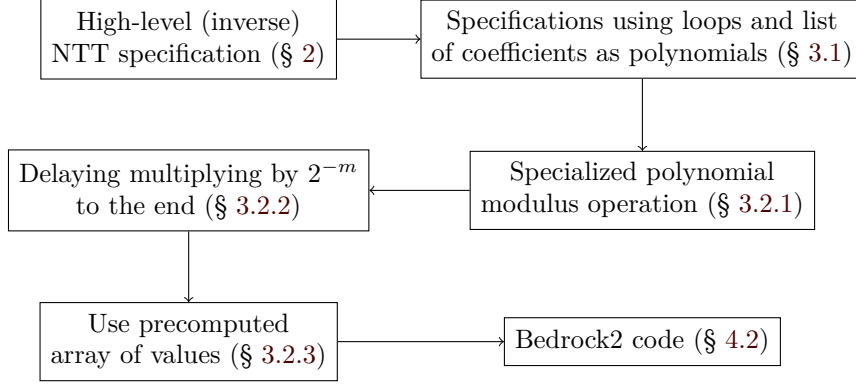 High-level (inverse)
NTT specification (§ 2)
Specifications using loops and list
of coefficients as polynomials (§ 3.1)
Specialized polynomial
modulus operation (§ 3.2.1)
Delaying multiplying by 2⁻ᵐ
to the end (§ 3.2.2)
Use precomputed
array of values (§ 3.2.3)
Bedrock2 code (§ 4.2)